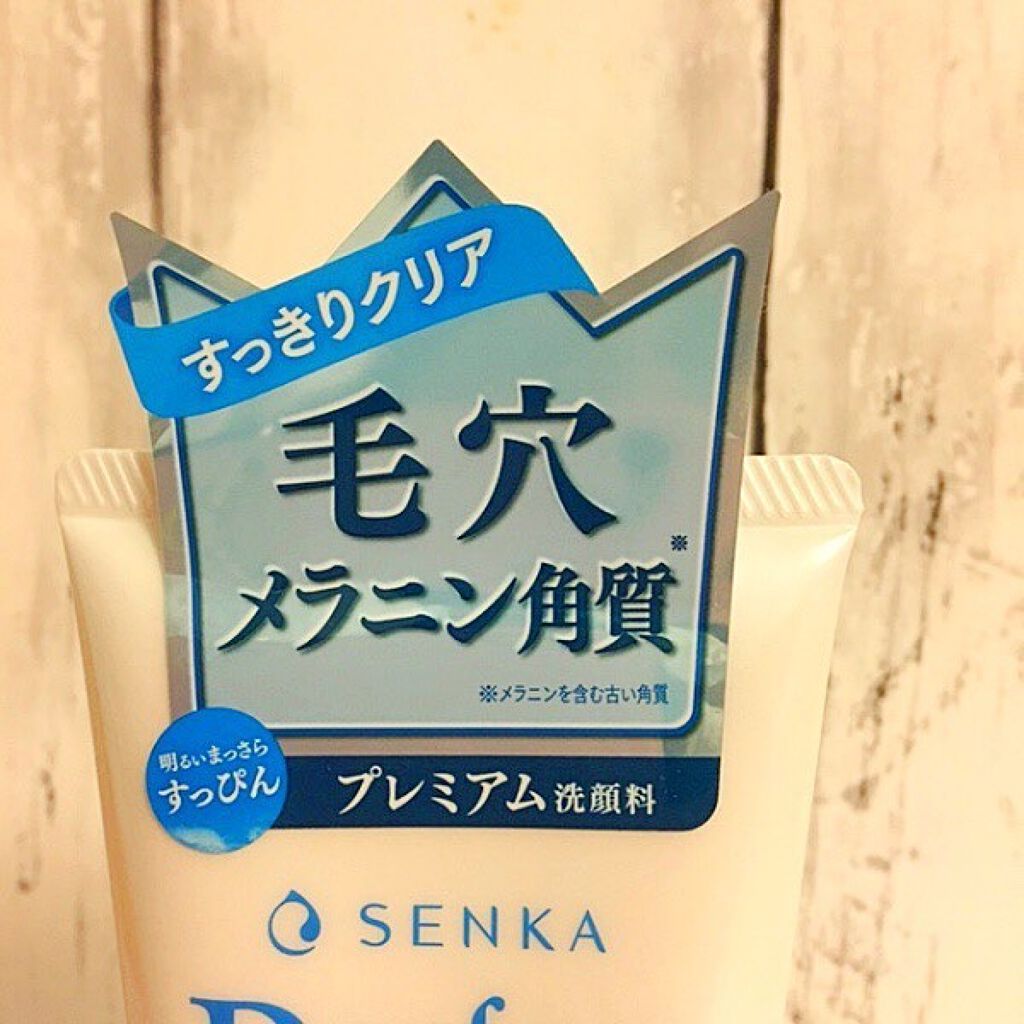 すっきりクリア
毛穴
メラニン角質※
※メラニンを含む古い角質
明るいまっさら
すっぴん
プレミアム洗顔料
SENKA